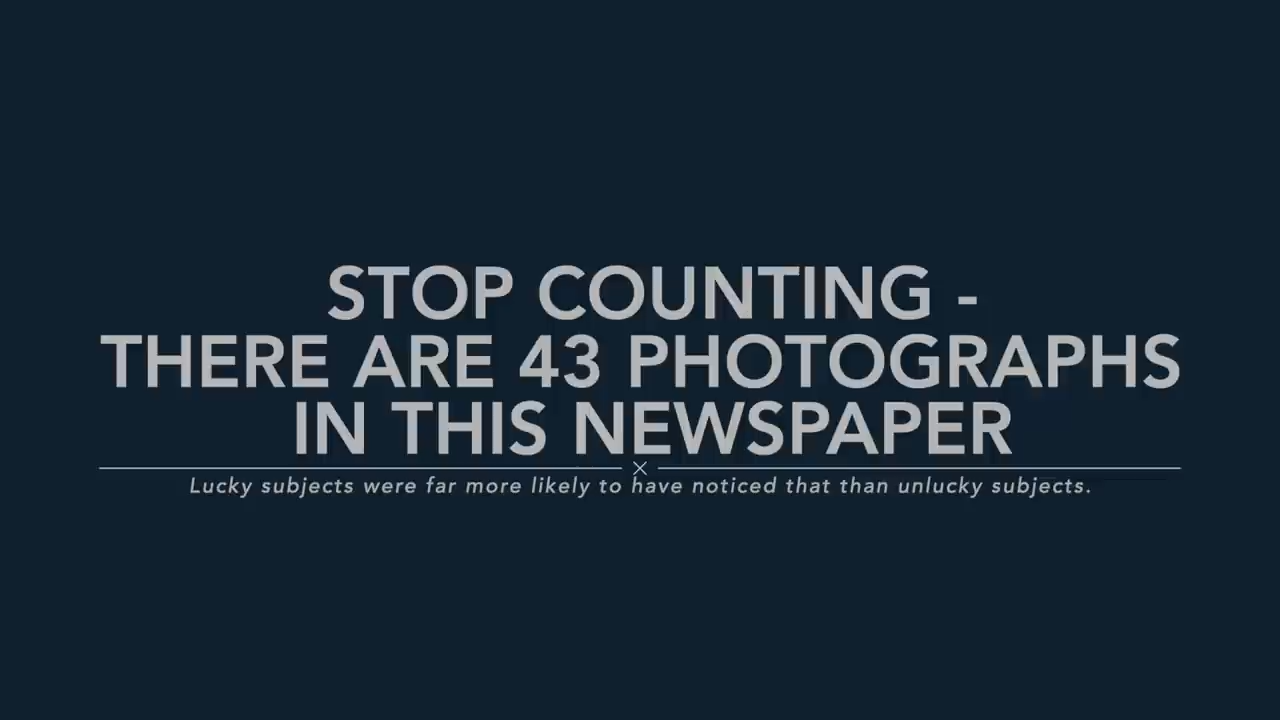 STOP COUNTING -
THERE ARE 43 PHOTOGRAPHS
IN THIS NEWSPAPER
Lucky subjects were far more likely to have noticed that than unlucky subjects.